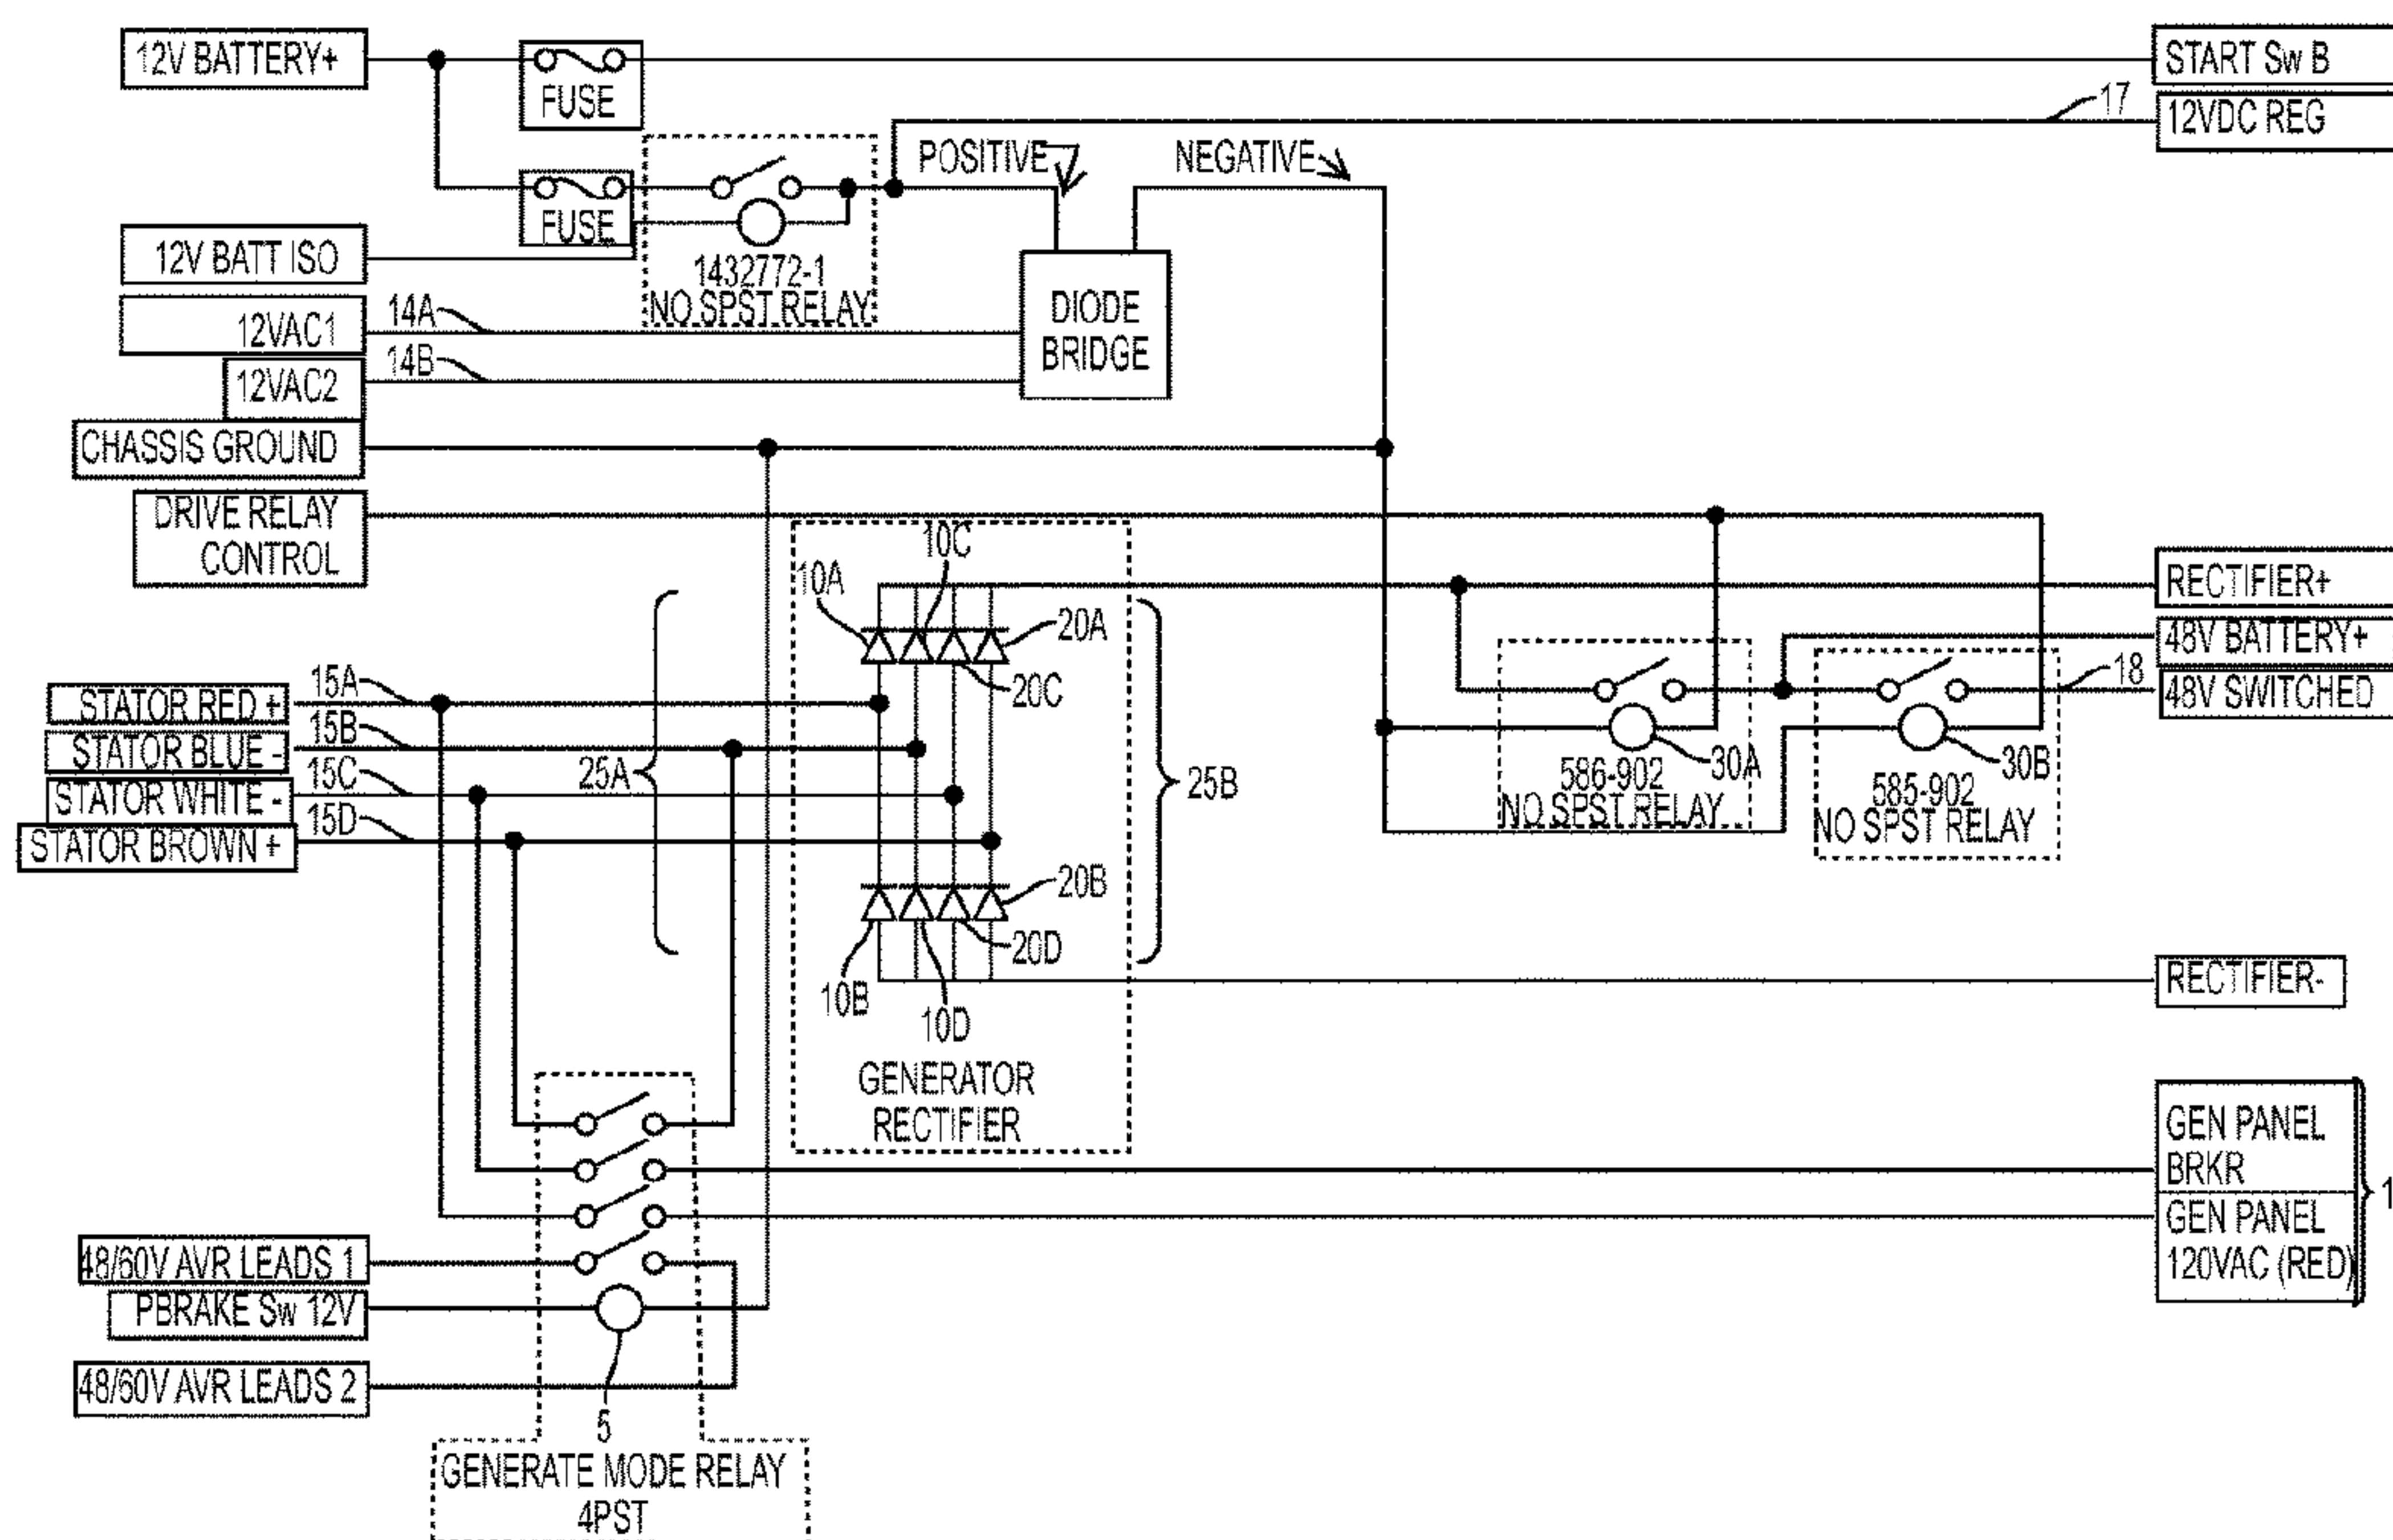 12V BATTERY+
FUSE
START Sw B
17
12VDC REG
POSITIVE
NEGATIVE
FUSE
12V BATT ISO
1432772-1
NO SPST RELAY
12VAC1
14A
DIODE
BRIDGE
12VAC2
14B
CHASSIS GROUND
DRIVE RELAY
CONTROL
10C
10A
20A
20C
RECTIFIER+
48V BATTERY+
18
48V SWITCHED
STATOR RED +
15A
STATOR BLUE -
15B
STATOR WHITE -
15C
STATOR BROWN +
15D
25A
25B
586-902
NO SPST RELAY
30A
585-902
NO SPST RELAY
30B
20B
20D
10B
10D
RECTIFIER-
GENERATOR
RECTIFIER
GEN PANEL
BRKR
GEN PANEL
120VAC (RED)
1
48/60V AVR LEADS 1
PBRAKE Sw 12V
48/60V AVR LEADS 2
5
GENERATE MODE RELAY
4PST